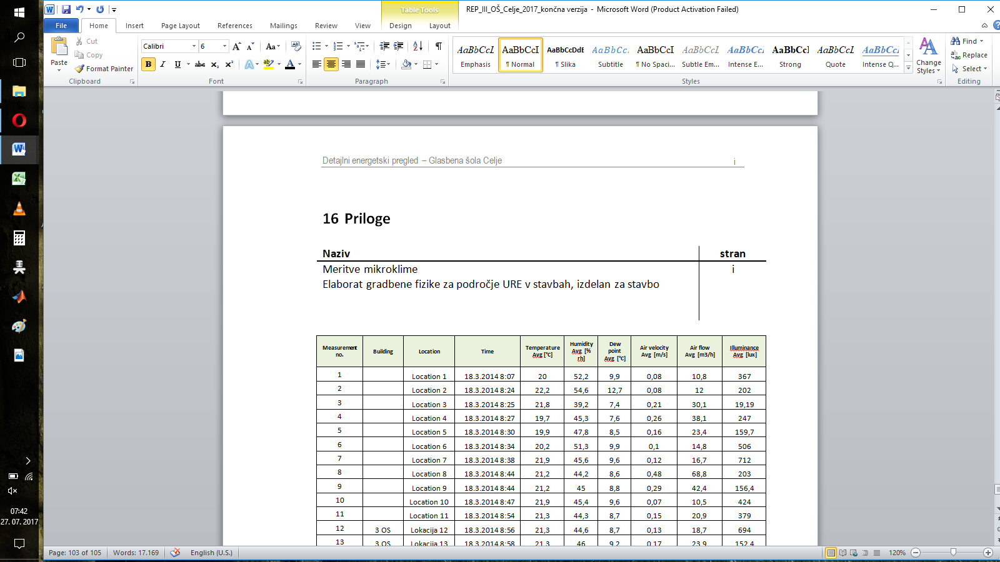 Table Tools
REP_III_OŠ_Celje_2017_končna verzija - Microsoft Word (Product Activation Failed)
File Home Insert Page Layout References Mailings Review View Design Layout
Paste
Cut
Copy
Format Painter
Calibri 6
AaBbCcI AaBbCcI AaBbCcDdE AaBbCc. AaBbCcI AaBbCcI AaBbCcI AaBbCcI AaBbCcI AaBbCcI
Emphasis ¶ Normal ¶ Slika Subtitle ¶ No Spaci... Subtle Em... Intense E... Strong Quote Intense Q...
Change Styles
Find
Replace
Select
Clipboard Font Paragraph Styles Editing
Detajlni energetski pregled – Glasbena šola Celje i
16 Priloge
Naziv stran
Meritve mikroklime i
Elaborat gradbene fizike za področje URE v stavbah, izdelan za stavbo
Measurement no. Building Location Time Temperature Avg [°C] Humidity Avg [% rh] Dew point Avg [°C] Air velocity Avg [m/s] Air flow Avg [m3/h] Illuminance Avg [lux]
1 Location 1 18.3.2014 8:07 20 52,2 9,9 0,08 10,8 367
2 Location 2 18.3.2014 8:24 22,2 54,6 12,7 0,08 12 202
3 Location 3 18.3.2014 8:25 21,8 39,2 7,4 0,21 30,1 19,19
4 Location 4 18.3.2014 8:27 19,7 45,3 7,6 0,26 38,1 247
5 Location 5 18.3.2014 8:30 19,9 47,8 8,5 0,16 23,4 159,7
6 Location 6 18.3.2014 8:34 20,2 51,3 9,9 0,1 14,8 506
7 Location 7 18.3.2014 8:38 21,9 45,6 9,6 0,12 16,7 712
8 Location 8 18.3.2014 8:44 21,2 44,2 8,6 0,48 68,8 203
9 Location 9 18.3.2014 8:44 21,2 45 8,8 0,29 42,4 156,4
10 Location 10 18.3.2014 8:47 21,9 45,4 9,6 0,07 10,5 424
11 Location 11 18.3.2014 8:54 21,3 44,3 8,7 0,15 20,9 379
12 3 OS Lokacija 12 18.3.2014 8:56 21,3 44,6 8,7 0,13 18,7 694
13 3 OS Lokacija 13 18.3.2014 8:58 21,3 46 9,2 0,17 23,9 152,4
07:42
27. 07. 2017
Page: 103 of 105 Words: 17.169 English (U.S.) 120%